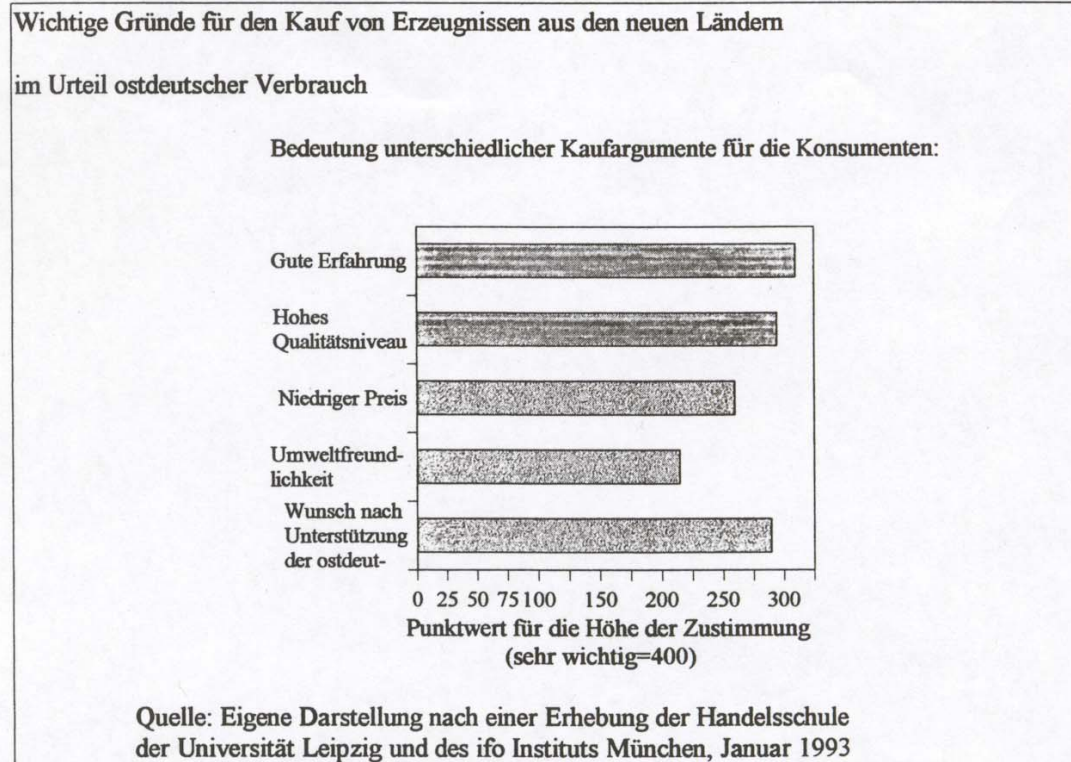 Wichtige Gründe für den Kauf von Erzeugnissen aus den neuen Ländern
im Urteil ostdeutscher Verbrauch
Bedeutung unterschiedlicher Kaufargumente für die Konsumenten:
Gute Erfahrung
Hohes
Qualitätsniveau
Niedriger Preis
Umweltfreund-
lichkeit
Wunsch nach
Unterstützung
der ostdeut-
0 25 50 75 100 150 200 250 300
Punktwert für die Höhe der Zustimmung
(sehr wichtig=400)
Quelle: Eigene Darstellung nach einer Erhebung der Handelsschule
der Universität Leipzig und des ifo Instituts München, Januar 1993